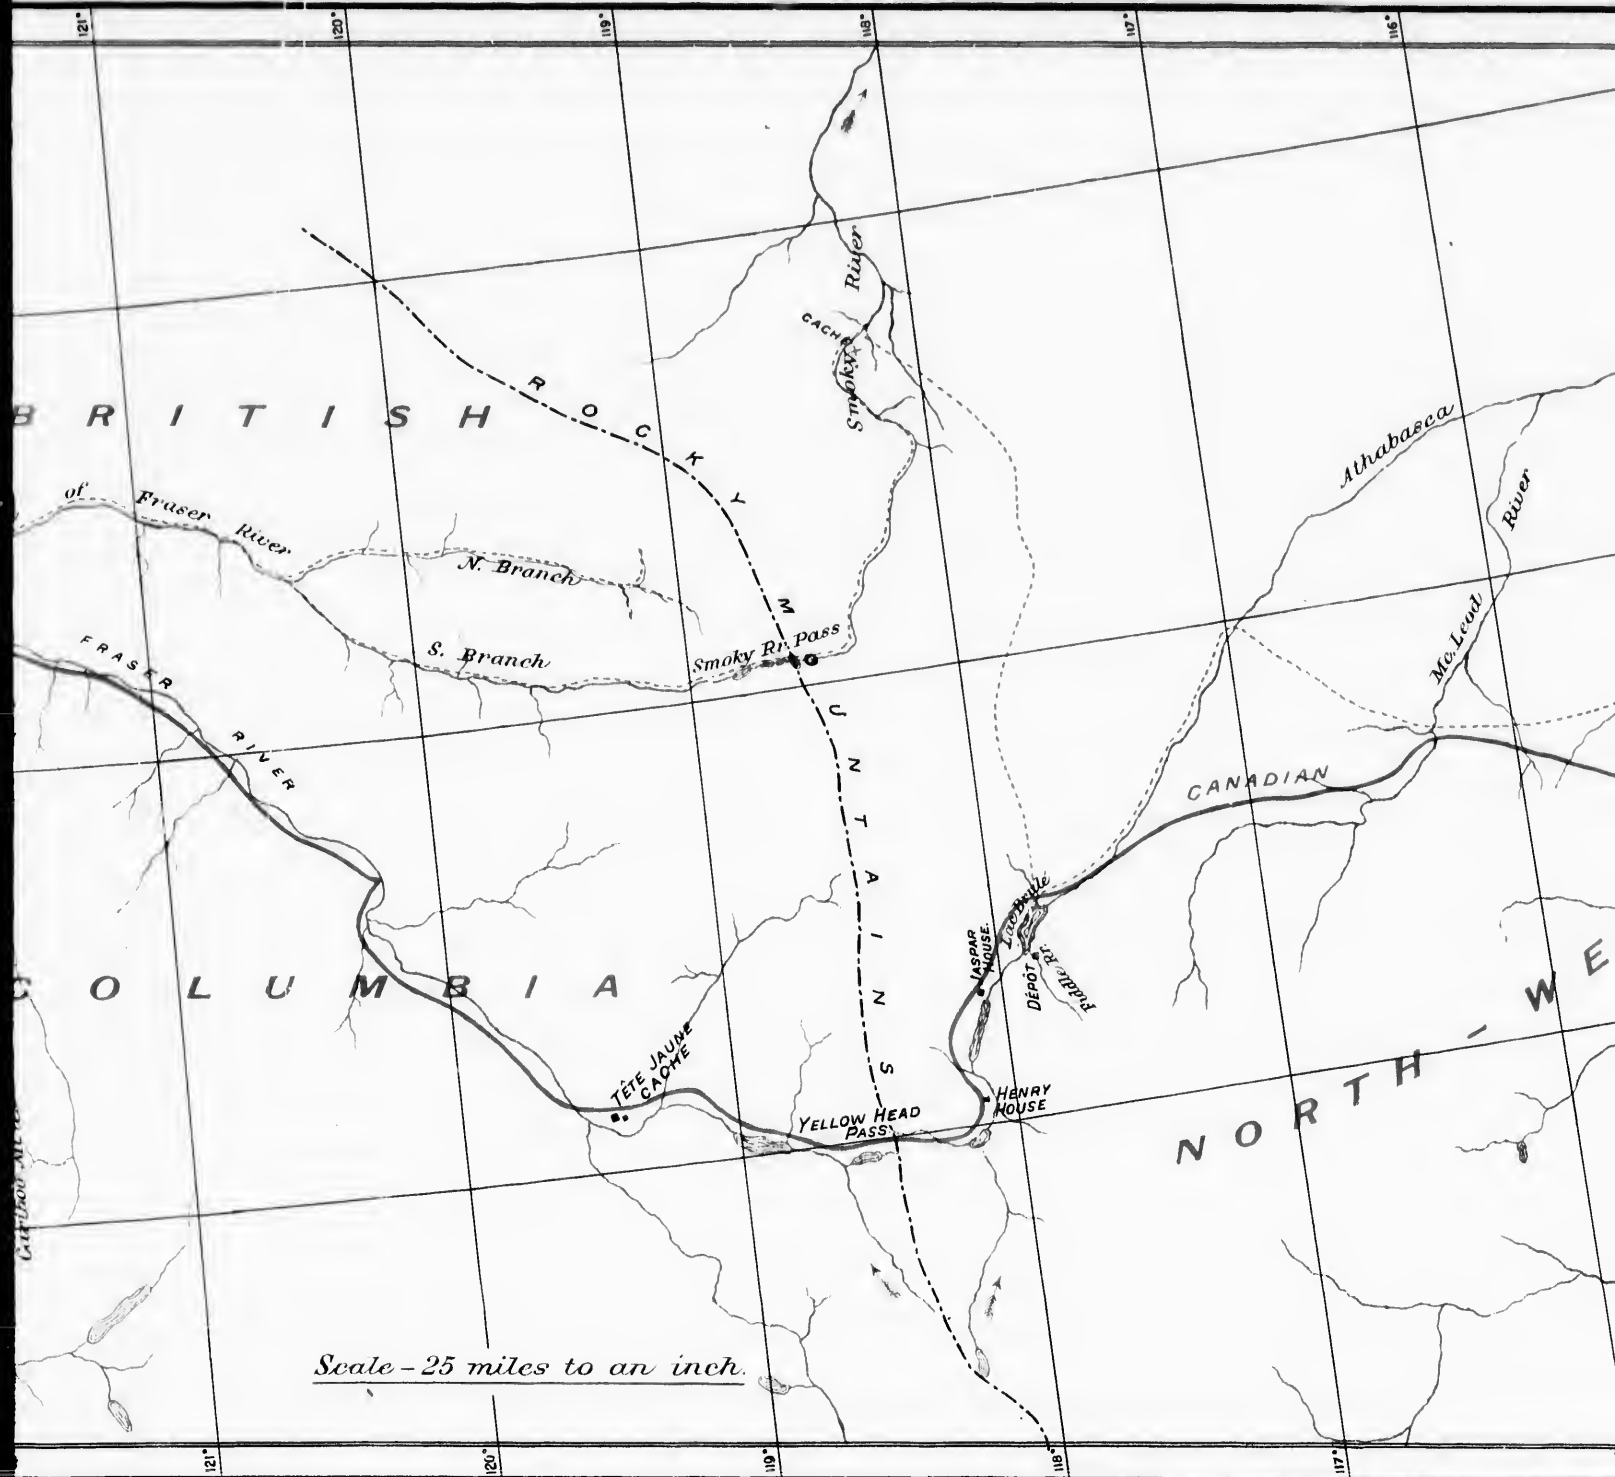 121°
120°
119°
118°
117°
116°
Smoky River
CACHE
ROCKY MOUNTAINS
BRITISH
COLUMBIA
of Fraser River
N. Branch
S. Branch
Smoky Rr. Pass
Athabasca
River
Mc.Leod
FRASER RIVER
CANADIAN
Lac Brule
JASPAR
HOUSE.
DÉPÔT
Fiddle Rr.
TÊTE JAUNE
CACHE
HENRY
HOUSE
YELLOW HEAD
PASS
NORTH - WE
Scale - 25 miles to an inch.
121°
120°
119°
118°
117°